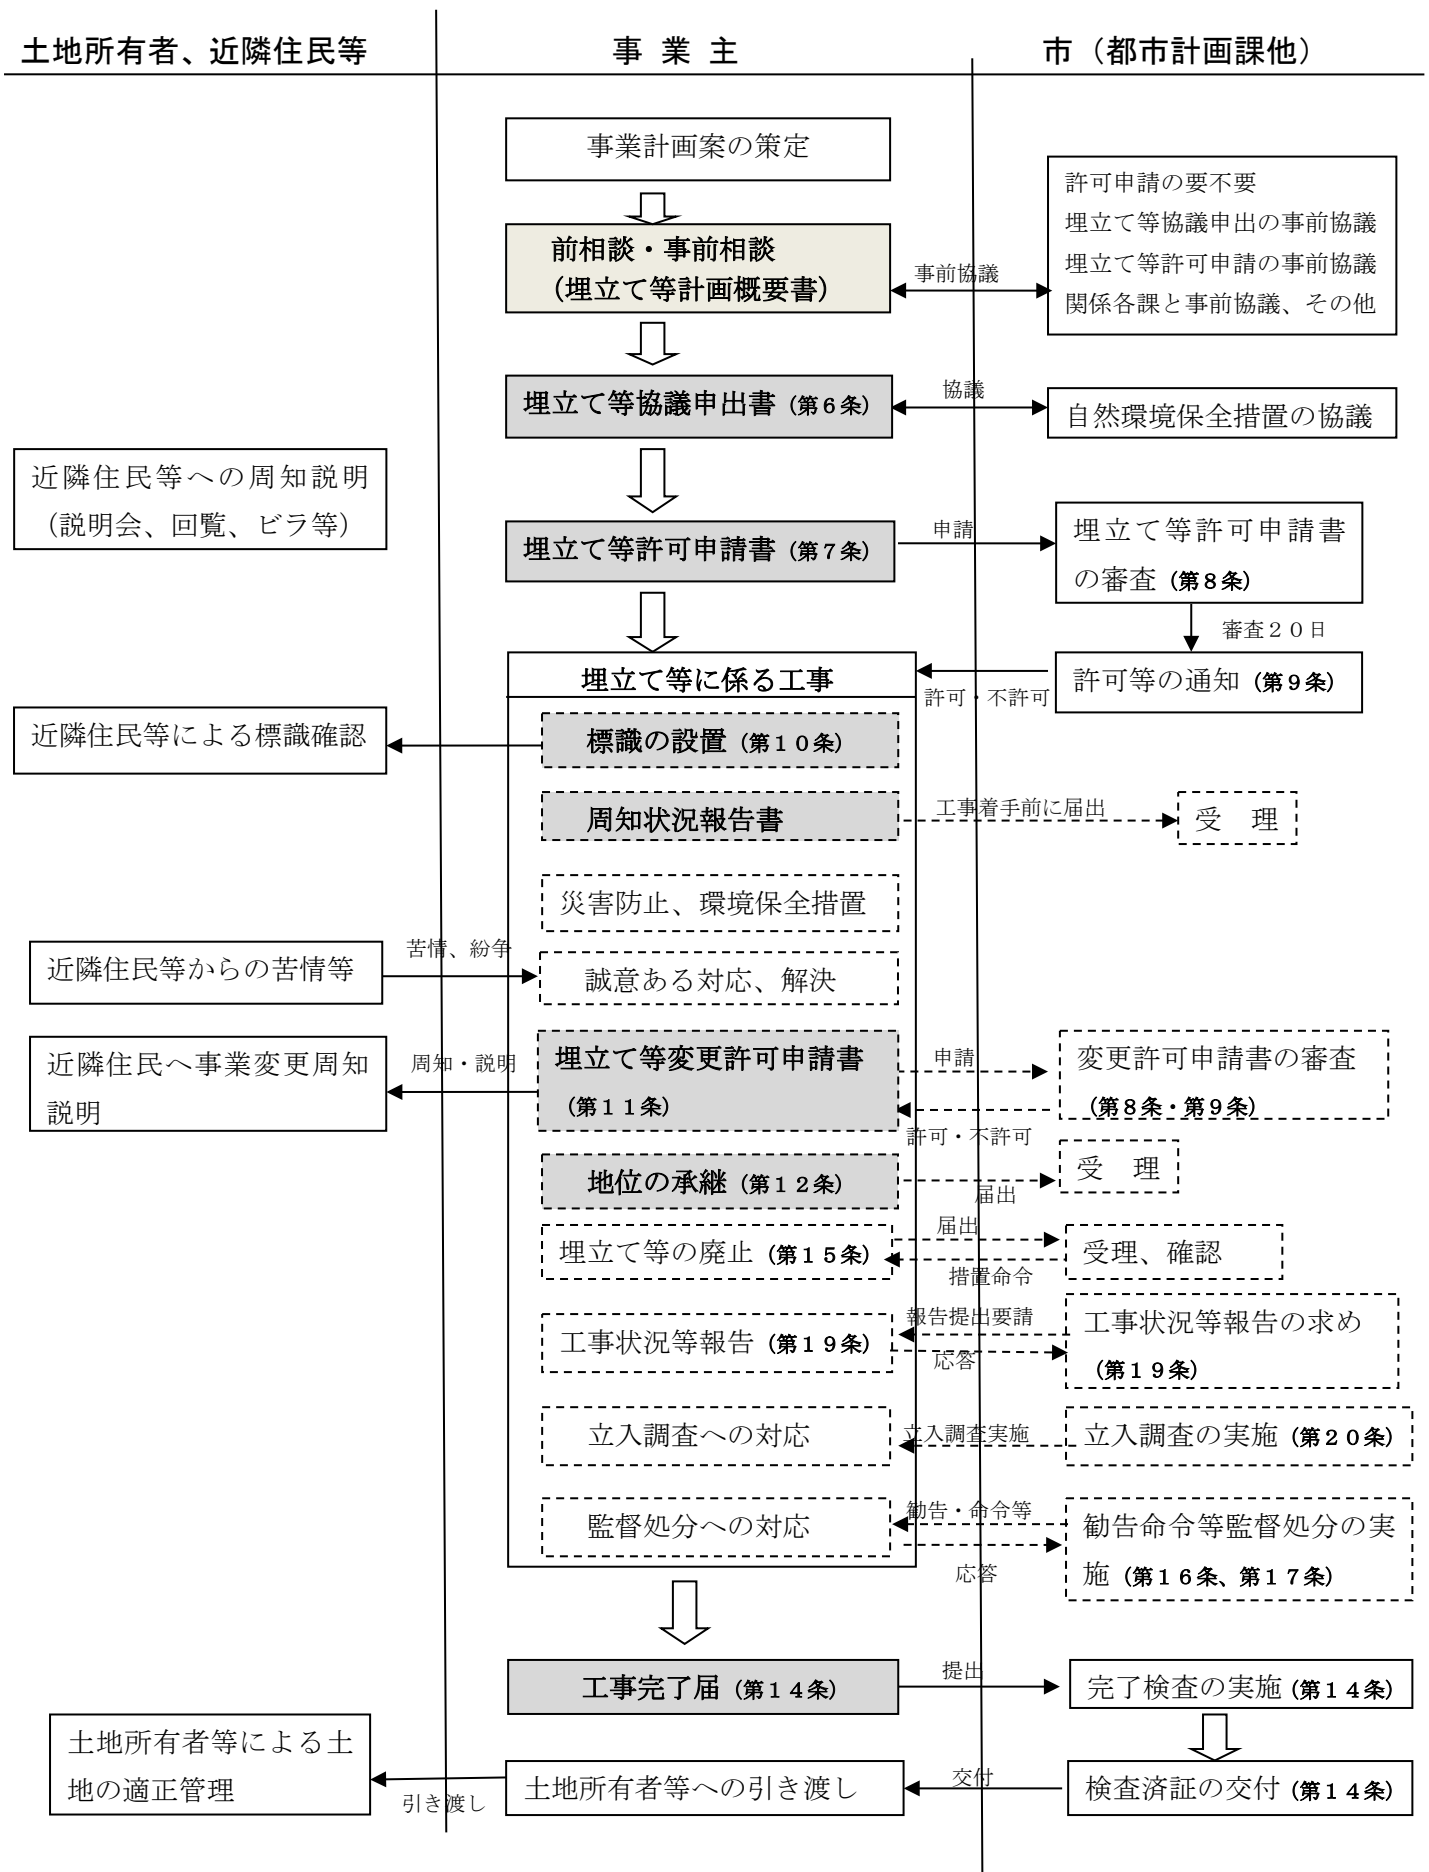 土地所有者、近隣住民等
事 業 主
市（都市計画課他）
事業計画案の策定
許可申請の要不要
埋立て等協議申出の事前協議
埋立て等許可申請の事前協議
関係各課と事前協議、その他
前相談・事前相談
（埋立て等計画概要書）
事前協議
埋立て等協議申出書（第６条）
協議
自然環境保全措置の協議
近隣住民等への周知説明
（説明会、回覧、ビラ等）
埋立て等許可申請書（第７条）
申請
埋立て等許可申請書
の審査（第８条）
審査２０日
埋立て等に係る工事
許可・不許可
許可等の通知（第９条）
近隣住民等による標識確認
標識の設置（第１０条）
周知状況報告書
工事着手前に届出
受　理
災害防止、環境保全措置
近隣住民等からの苦情等
苦情、紛争
誠意ある対応、解決
近隣住民へ事業変更周知
説明
周知・説明
埋立て等変更許可申請書
（第１１条）
申請
変更許可申請書の審査
（第８条・第９条）
許可・不許可
地位の承継（第１２条）
届出
受　理
埋立て等の廃止（第１５条）
届出
措置命令
受理、確認
工事状況等報告（第１９条）
報告提出要請
応答
工事状況等報告の求め
（第１９条）
立入調査への対応
立入調査実施
立入調査の実施（第２０条）
監督処分への対応
勧告・命令等
応答
勧告命令等監督処分の実
施（第１６条、第１７条）
工事完了届（第１４条）
提出
完了検査の実施（第１４条）
土地所有者等による土
地の適正管理
引き渡し
土地所有者等への引き渡し
交付
検査済証の交付（第１４条）